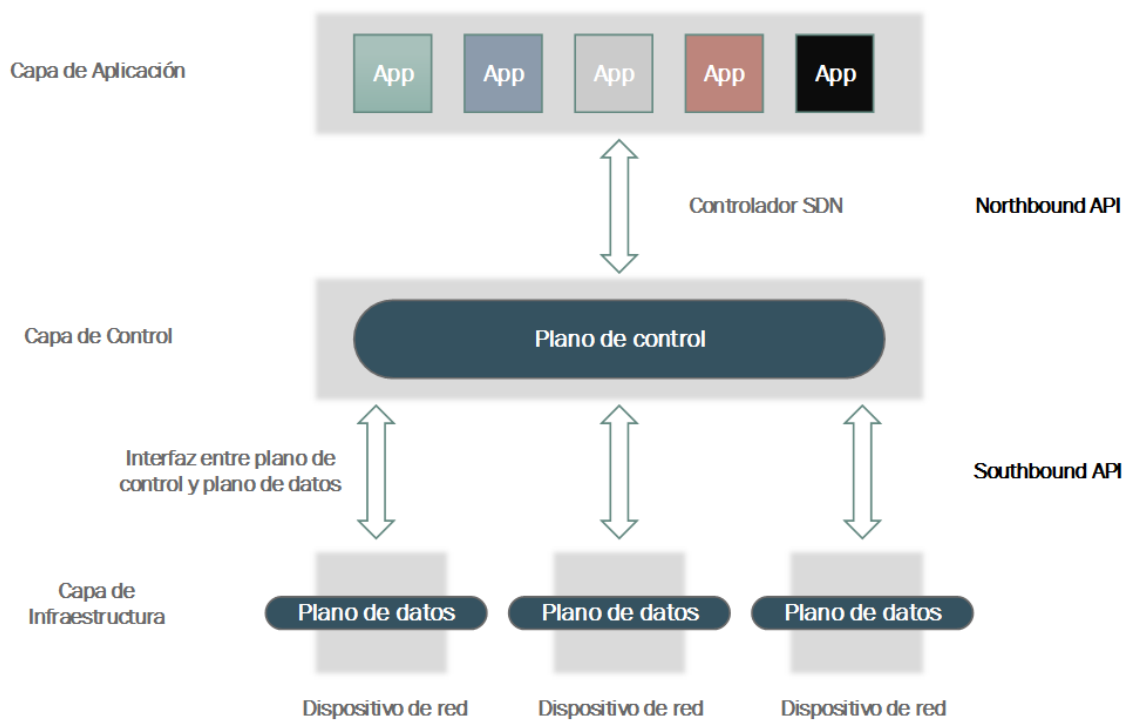 Capa de Aplicación
App App App App App
Controlador SDN
Northbound API
Capa de Control
Plano de control
Interfaz entre plano de
control y plano de datos
Southbound API
Capa de
Infraestructura
Plano de datos Plano de datos Plano de datos
Dispositivo de red Dispositivo de red Dispositivo de red